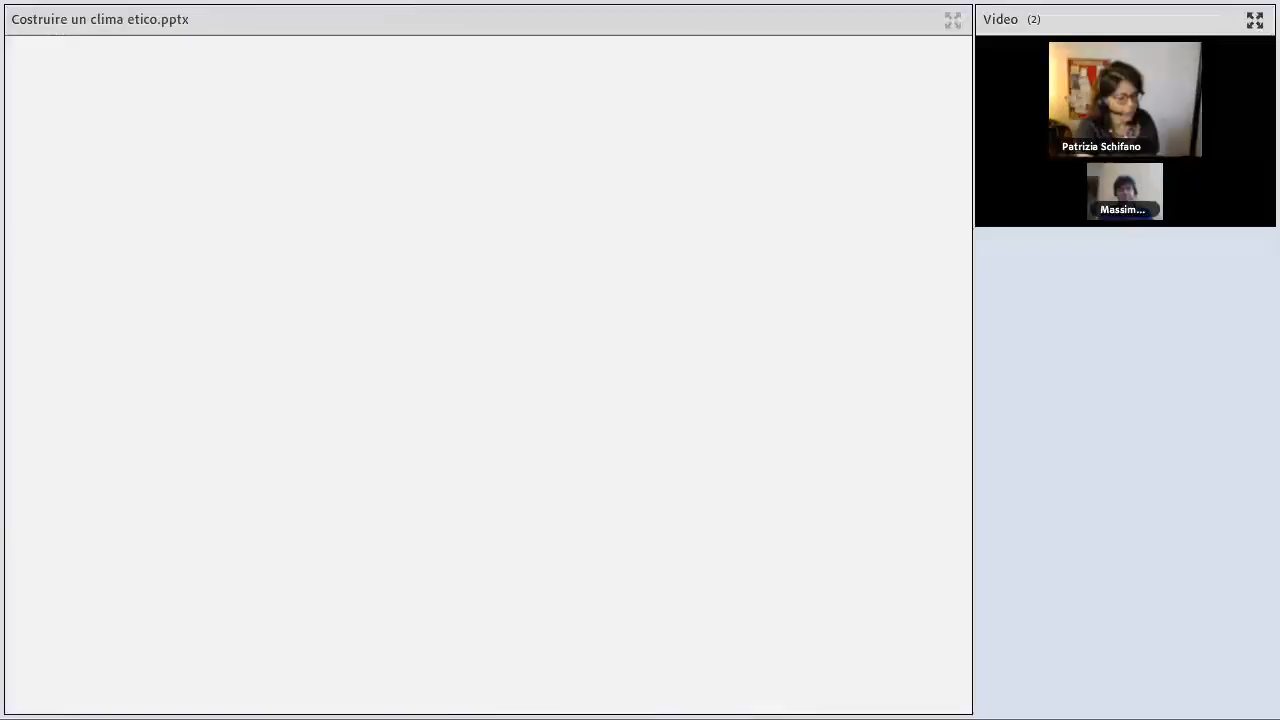 Costruire un clima etico.pptx
Video (2)
Patrizia Schifano
Massim...